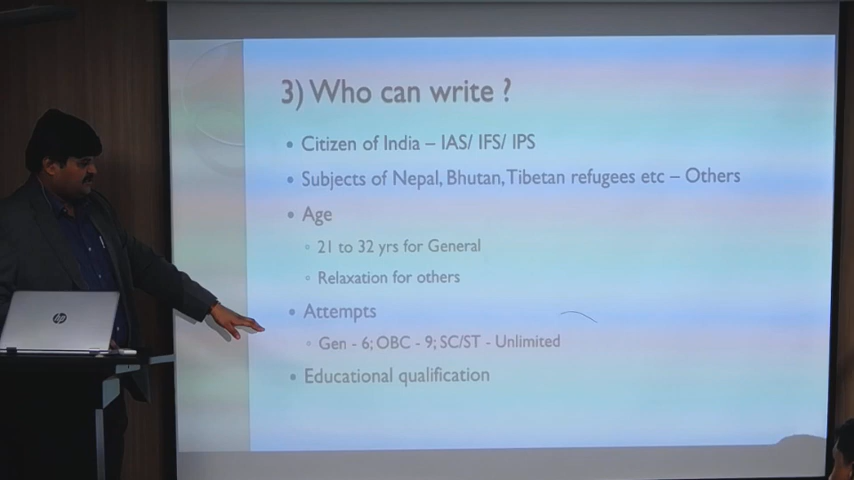 3) Who can write ?
• Citizen of India – IAS/ IFS/ IPS
• Subjects of Nepal, Bhutan, Tibetan refugees etc – Others
• Age
◦ 21 to 32 yrs for General
◦ Relaxation for others
• Attempts
◦ Gen - 6; OBC - 9; SC/ST - Unlimited
• Educational qualification
hp